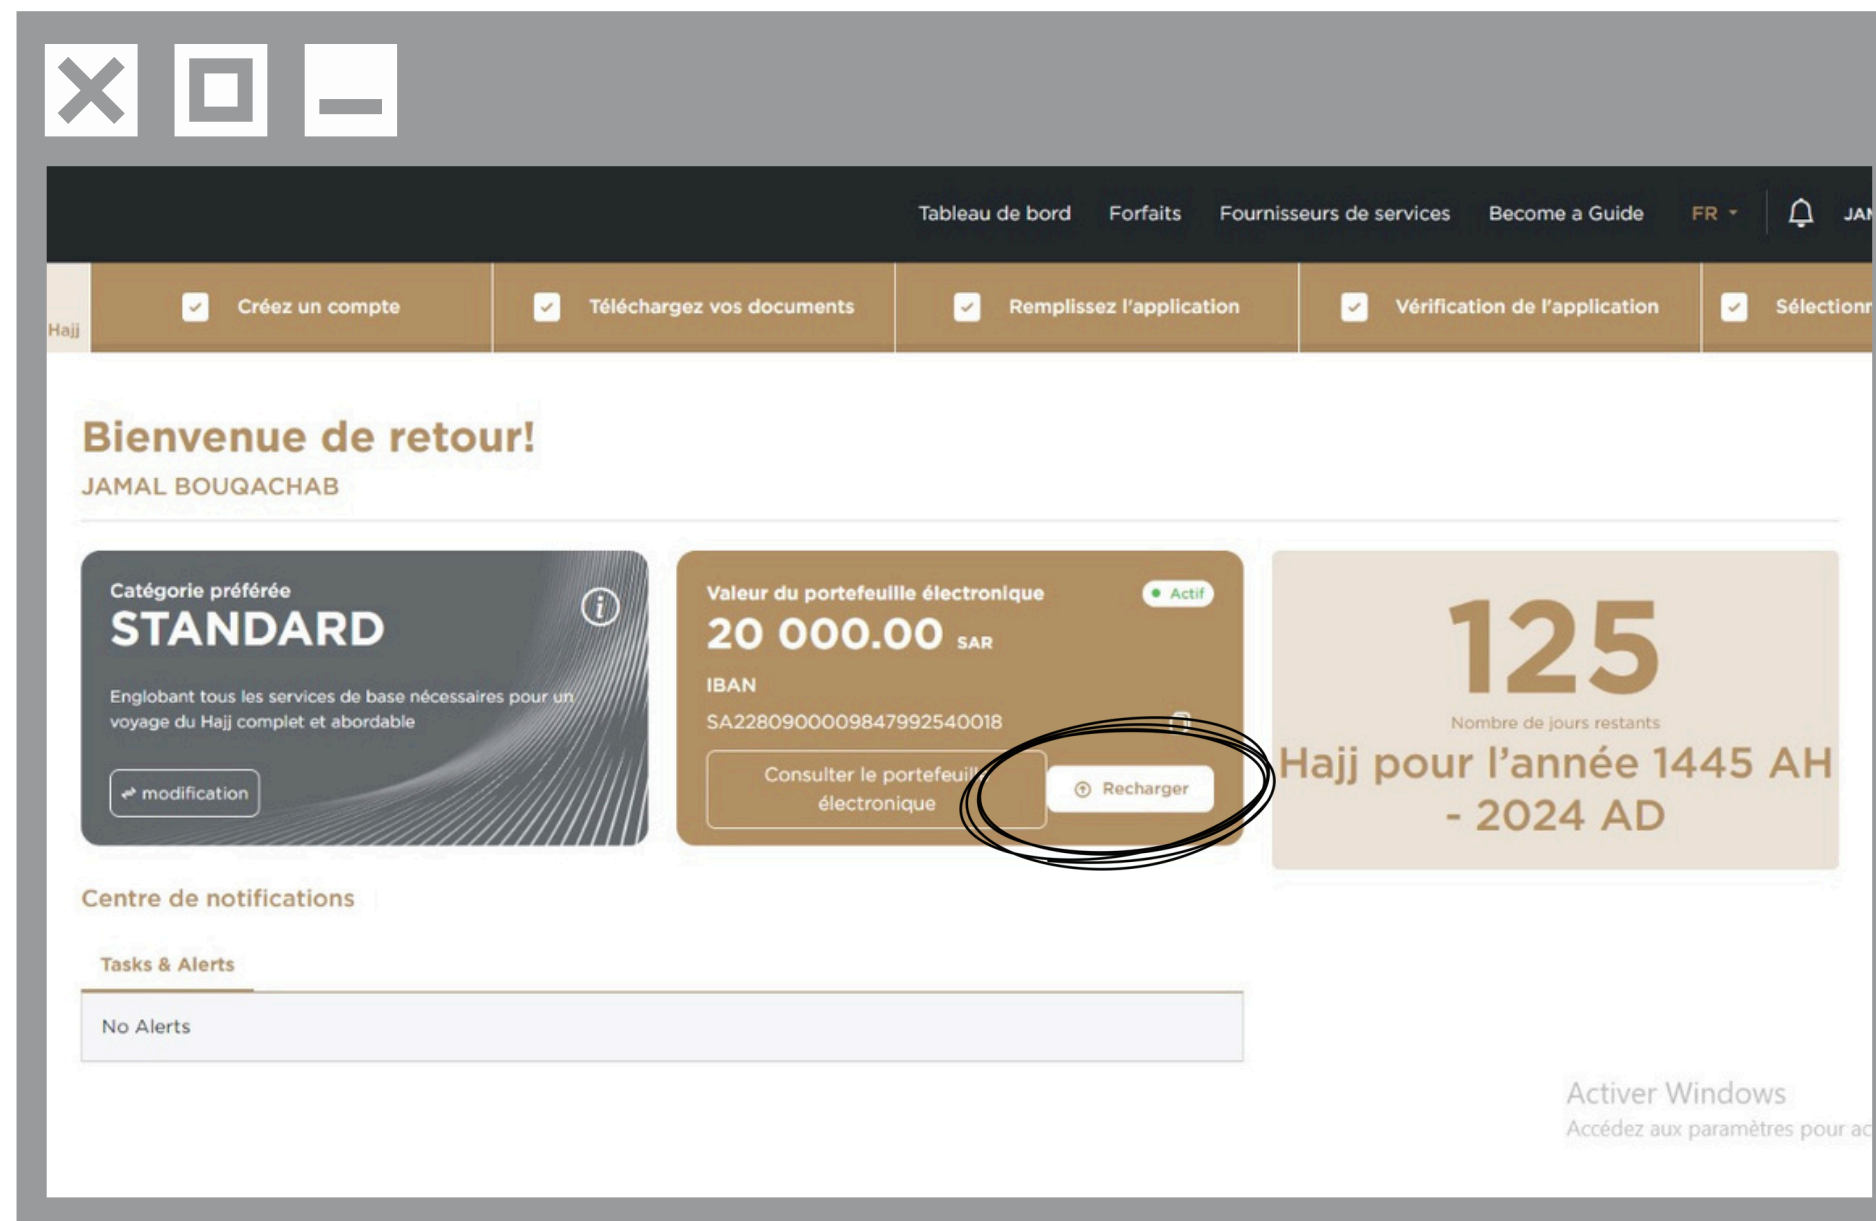 Tableau de bord Forfaits Fournisseurs de services Become a Guide FR
Hajj
Créez un compte
Téléchargez vos documents
Remplissez l'application
Vérification de l'application
Bienvenue de retour!
JAMAL BOUQACHAB
Catégorie préférée
STANDARD
Englobant tous les services de base nécessaires pour un
voyage du Hajj complet et abordable
modification
Valeur du portefeuille électronique
Actif
20 000.00 SAR
IBAN
SA2280900009847992540018
Consulter le portefeuille
électronique
Recharger
125
Nombre de jours restants
Hajj pour l'année 1445 AH
- 2024 AD
Centre de notifications
Tasks & Alerts
No Alerts
Activer Windows
Accédez aux paramètres pour